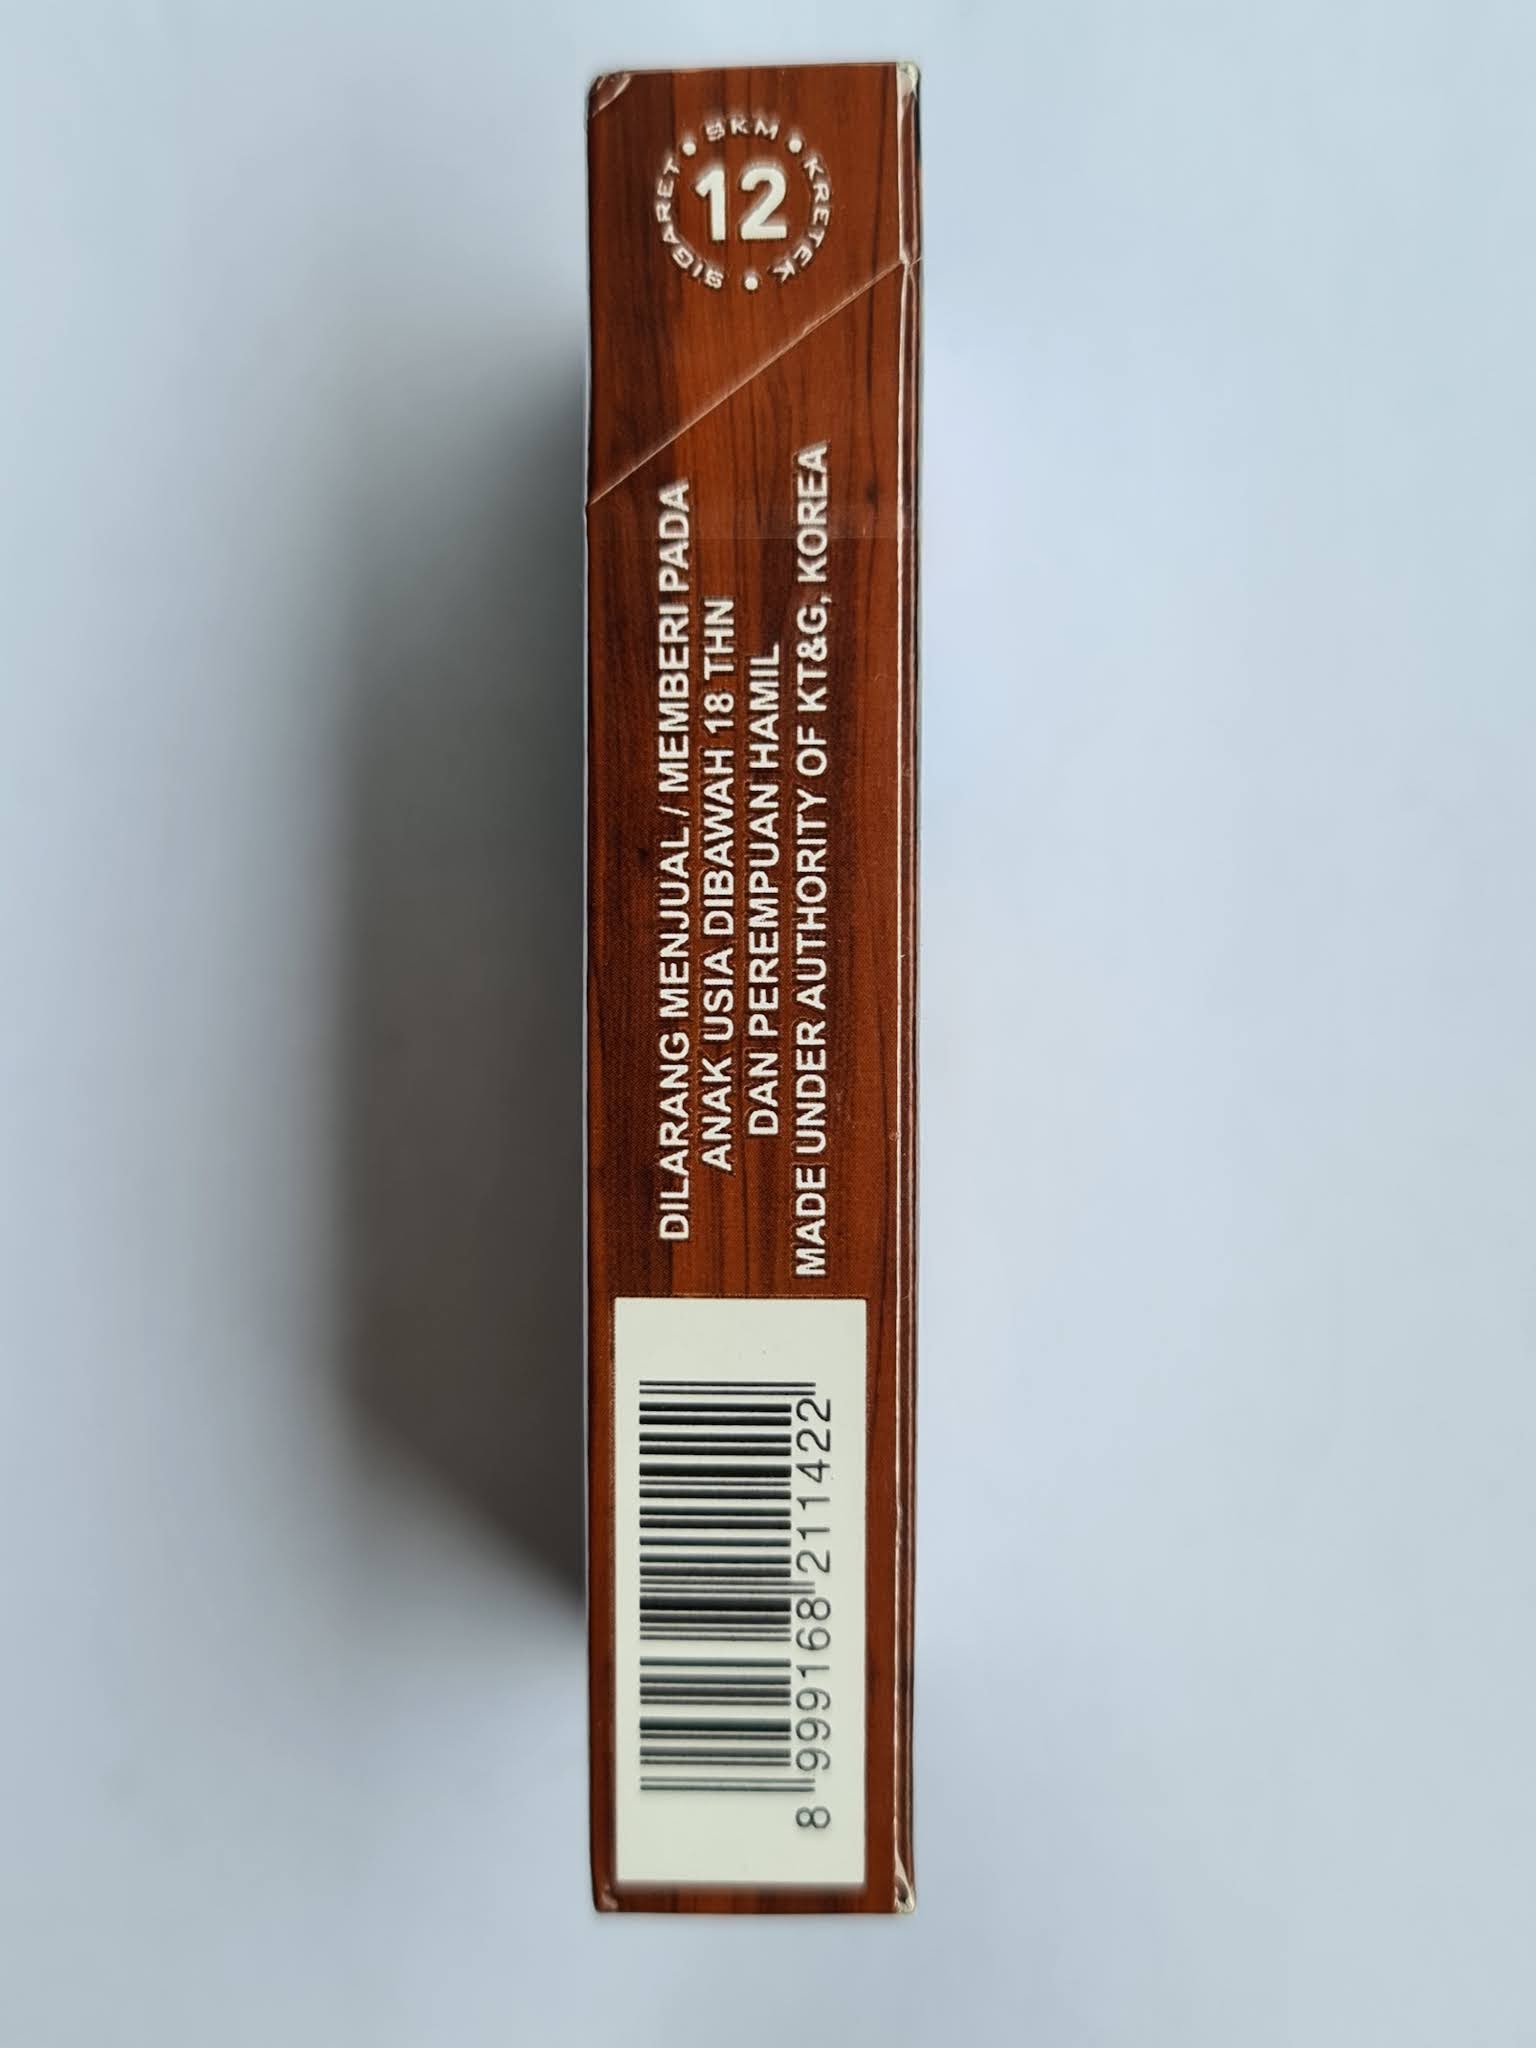 SIGARET • SKM • KRETEK •
12
DILARANG MENJUAL / MEMBERI PADA
ANAK USIA DIBAWAH 18 THN
DAN PEREMPUAN HAMIL
MADE UNDER AUTHORITY OF KT&G, KOREA
8 999168 211422